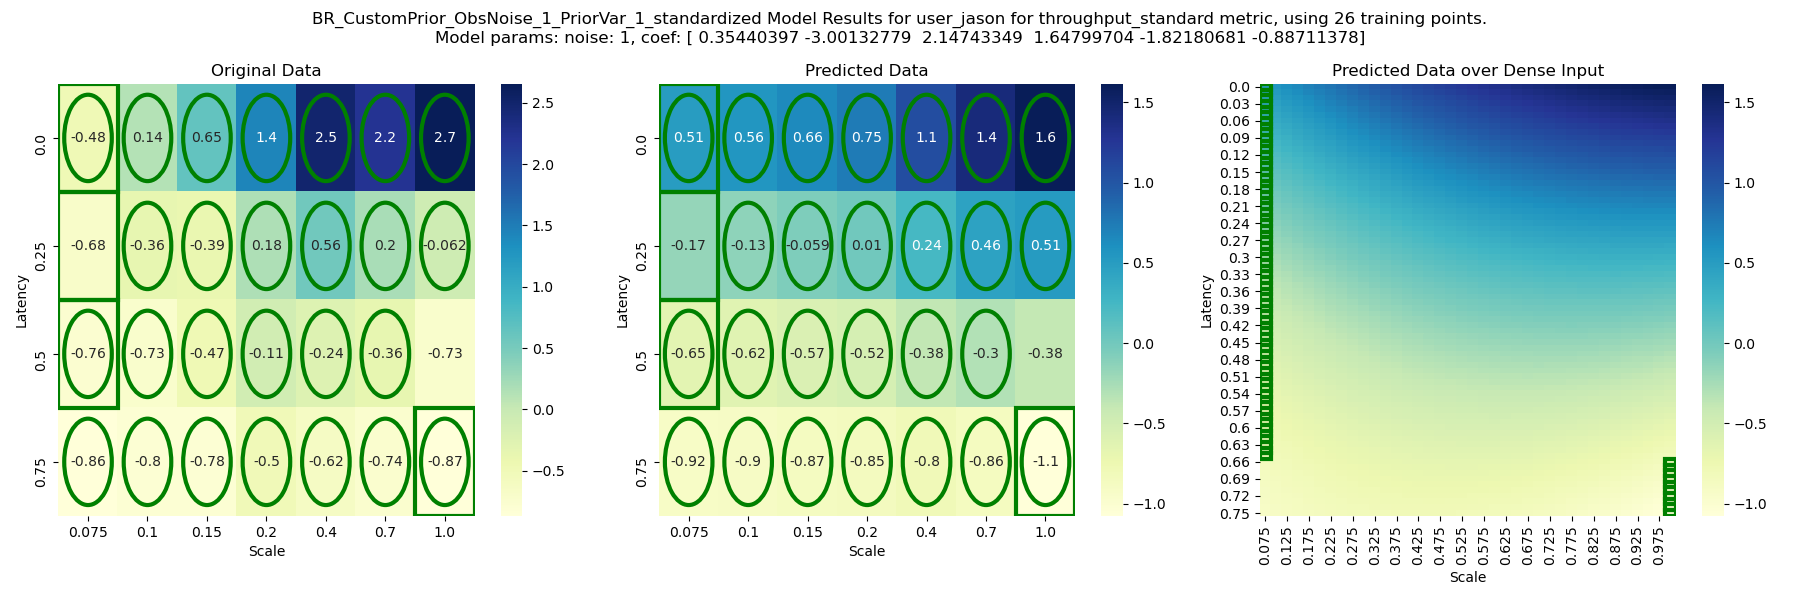 BR_CustomPrior_ObsNoise_1_PriorVar_1_standardized Model Results for user_jason for throughput_standard metric, using 26 training points.
Model params: noise: 1, coef: [ 0.35440397 -3.00132779  2.14743349  1.64799704 -1.82180681 -0.88711378]
Original Data
Latency
0.0
-0.48 0.14 0.65 1.4 2.5 2.2 2.7
0.25
-0.68 -0.36 -0.39 0.18 0.56 0.2 -0.062
0.5
-0.76 -0.73 -0.47 -0.11 -0.24 -0.36 -0.73
0.75
-0.86 -0.8 -0.78 -0.5 -0.62 -0.74 -0.87
0.075 0.1 0.15 0.2 0.4 0.7 1.0
Scale
2.5
2.0
1.5
1.0
0.5
0.0
−0.5
Predicted Data
Latency
0.0
0.51 0.56 0.66 0.75 1.1 1.4 1.6
0.25
-0.17 -0.13 -0.059 0.01 0.24 0.46 0.51
0.5
-0.65 -0.62 -0.57 -0.52 -0.38 -0.3 -0.38
0.75
-0.92 -0.9 -0.87 -0.85 -0.8 -0.86 -1.1
0.075 0.1 0.15 0.2 0.4 0.7 1.0
Scale
1.5
1.0
0.5
0.0
−0.5
−1.0
Predicted Data over Dense Input
Latency
0.0
0.03
0.06
0.09
0.12
0.15
0.18
0.21
0.24
0.27
0.3
0.33
0.36
0.39
0.42
0.45
0.48
0.51
0.54
0.57
0.6
0.63
0.66
0.69
0.72
0.75
0.075 0.125 0.175 0.225 0.275 0.325 0.375 0.425 0.475 0.525 0.575 0.625 0.675 0.725 0.775 0.825 0.875 0.925 0.975
Scale
1.5
1.0
0.5
0.0
−0.5
−1.0